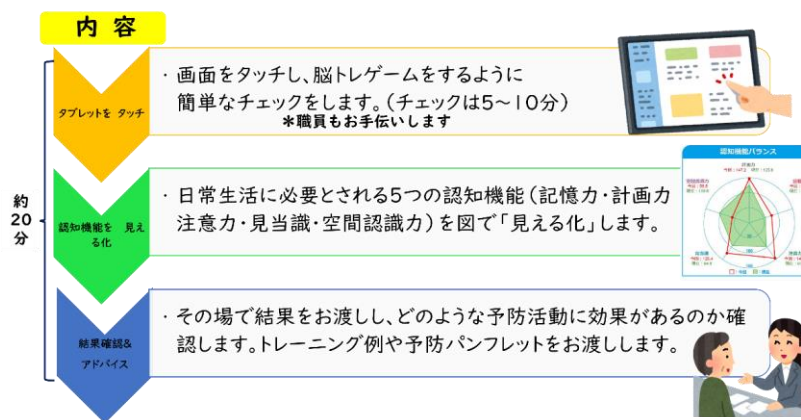 内 容
タブレットを タッチ
・画面をタッチし、脳トレゲームをするように
簡単なチェックをします。（チェックは5～10分）
＊職員もお手伝いします
約
20
分
認知機能を 見え
る化
・日常生活に必要とされる5つの認知機能（記憶力・計画力
注意力・見当識・空間認識力）を図で「見える化」します。
認知機能バランス
結果確認&
アドバイス
・その場で結果をお渡しし、どのような予防活動に効果があるのか確
認します。トレーニング例や予防パンフレットをお渡しします。